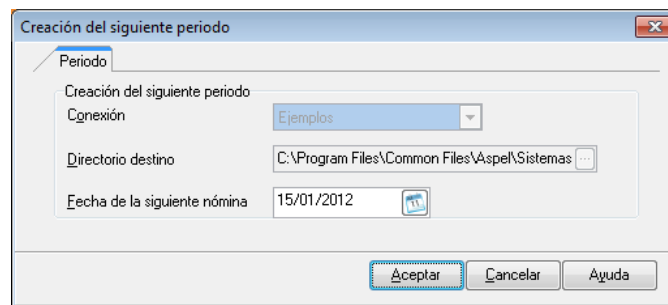 Creación del siguiente periodo
Periodo
Creación del siguiente periodo
Conexión
Ejemplos
Directorio destino
C:\Program Files\Common Files\Aspel\Sistemas
...
Fecha de la siguiente nómina
15/01/2012
11
Aceptar
Cancelar
Ayuda